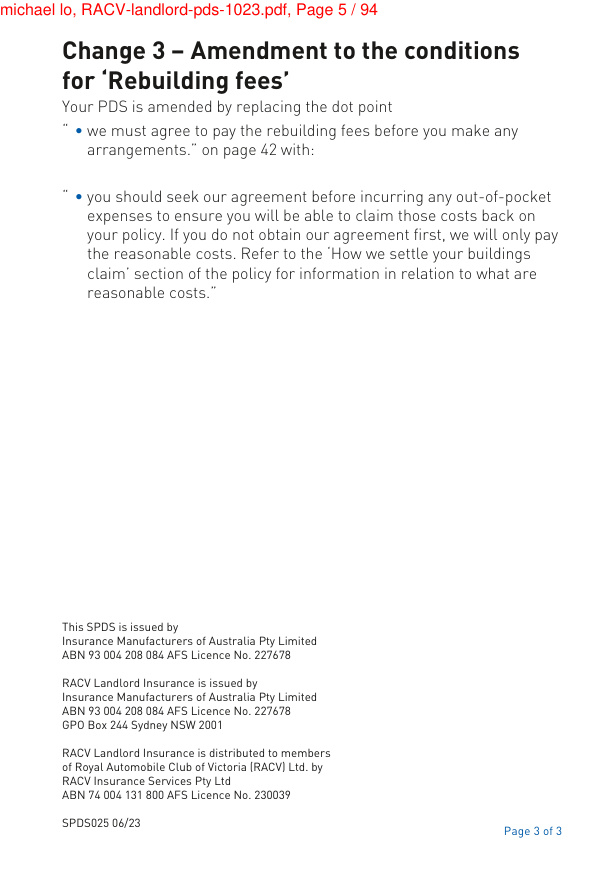 michael lo, RACV-landlord-pds-1023.pdf, Page 5 / 94
Change 3 – Amendment to the conditions
for ‘Rebuilding fees’
Your PDS is amended by replacing the dot point
“ • we must agree to pay the rebuilding fees before you make any
arrangements.” on page 42 with:
“ • you should seek our agreement before incurring any out-of-pocket
expenses to ensure you will be able to claim those costs back on
your policy. If you do not obtain our agreement first, we will only pay
the reasonable costs. Refer to the ‘How we settle your buildings
claim’ section of the policy for information in relation to what are
reasonable costs.”
This SPDS is issued by
Insurance Manufacturers of Australia Pty Limited
ABN 93 004 208 084 AFS Licence No. 227678
RACV Landlord Insurance is issued by
Insurance Manufacturers of Australia Pty Limited
ABN 93 004 208 084 AFS Licence No. 227678
GPO Box 244 Sydney NSW 2001
RACV Landlord Insurance is distributed to members
of Royal Automobile Club of Victoria (RACV) Ltd. by
RACV Insurance Services Pty Ltd
ABN 74 004 131 800 AFS Licence No. 230039
SPDS025 06/23
Page 3 of 3